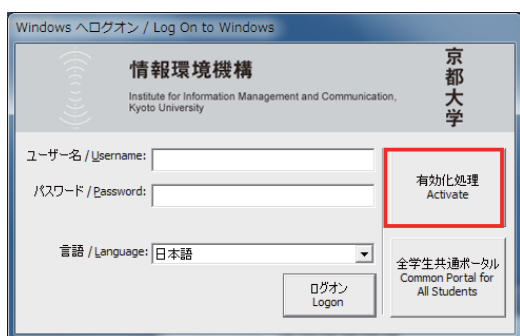 Windows へログオン / Log On to Windows
情報環境機構
Institute for Information Management and Communication,
Kyoto University
京都大学
ユーザー名 / Username:
パスワード / Password:
有効化処理
Activate
言語 / Language:
日本語
ログオン
Logon
全学生共通ポータル
Common Portal for
All Students